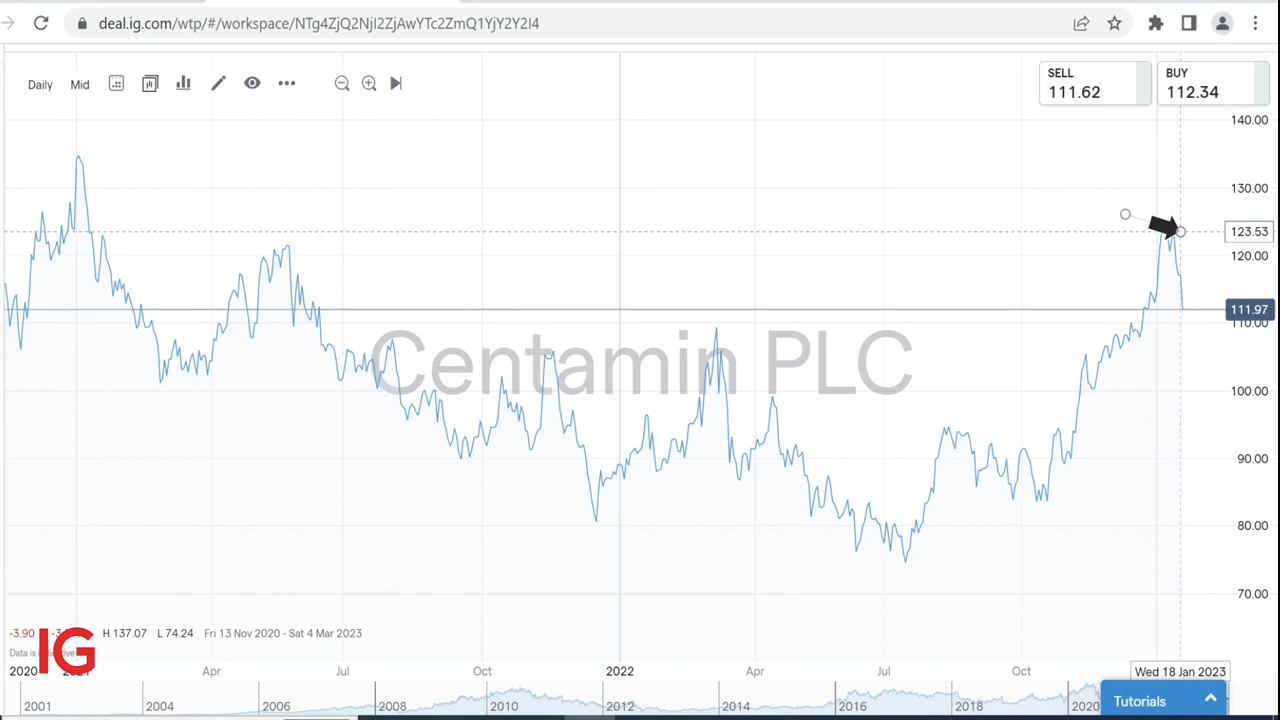 deal.ig.com/wtp/#/workspace/NTg4ZjQ2NjI2ZjAwYTc2ZmQ1YjY2Y2I4
Daily Mid
SELL
111.62
BUY
112.34
140.00
130.00
123.53
120.00
111.97
110.00
100.00
90.00
80.00
70.00
Centamin PLC
-3.90 H 137.07 L 74.24 Fri 13 Nov 2020 - Sat 4 Mar 2023
IG
2020 Apr Jul Oct 2022 Apr Jul Oct Wed 18 Jan 2023
2001 2004 2006 2008 2010 2012 2014 2016 2018 2020
Tutorials